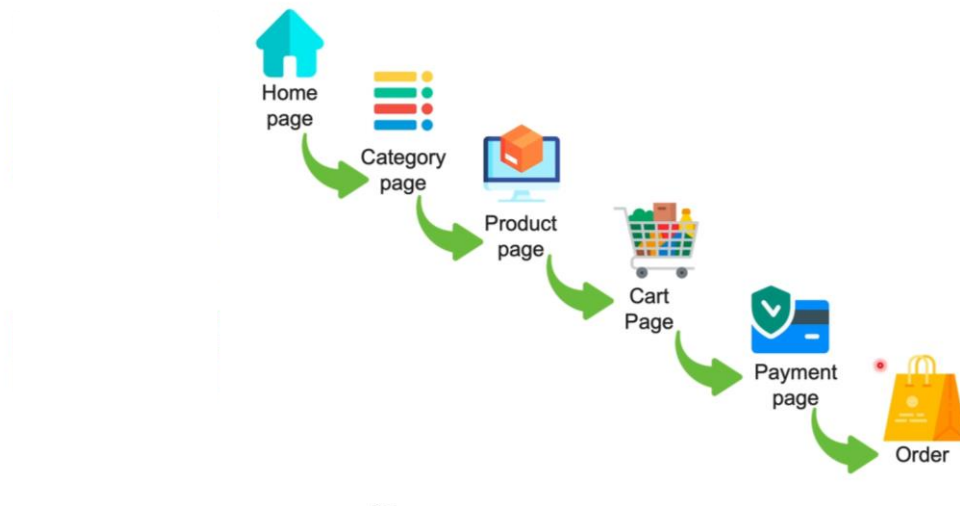 Home
page
Category
page
Product
page
Cart
Page
Payment
page
Order